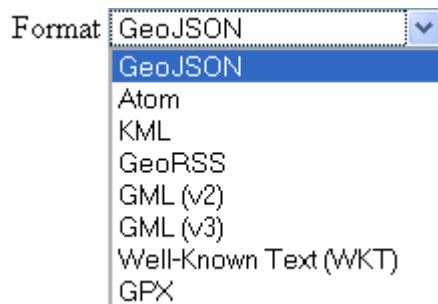 Format GeoJSON
GeoJSON
Atom
KML
GeoRSS
GML (v2)
GML (v3)
Well-Known Text (WKT)
GPX